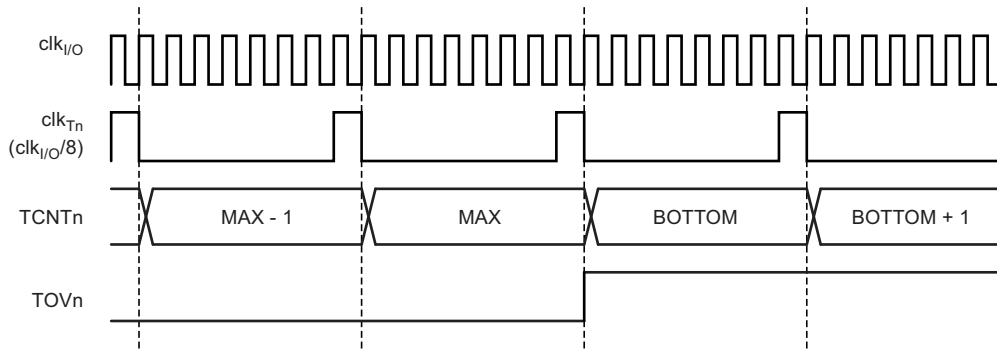 clkI/O
clkTn
(clkI/O/8)
TCNTn MAX - 1 MAX BOTTOM BOTTOM + 1
TOVn